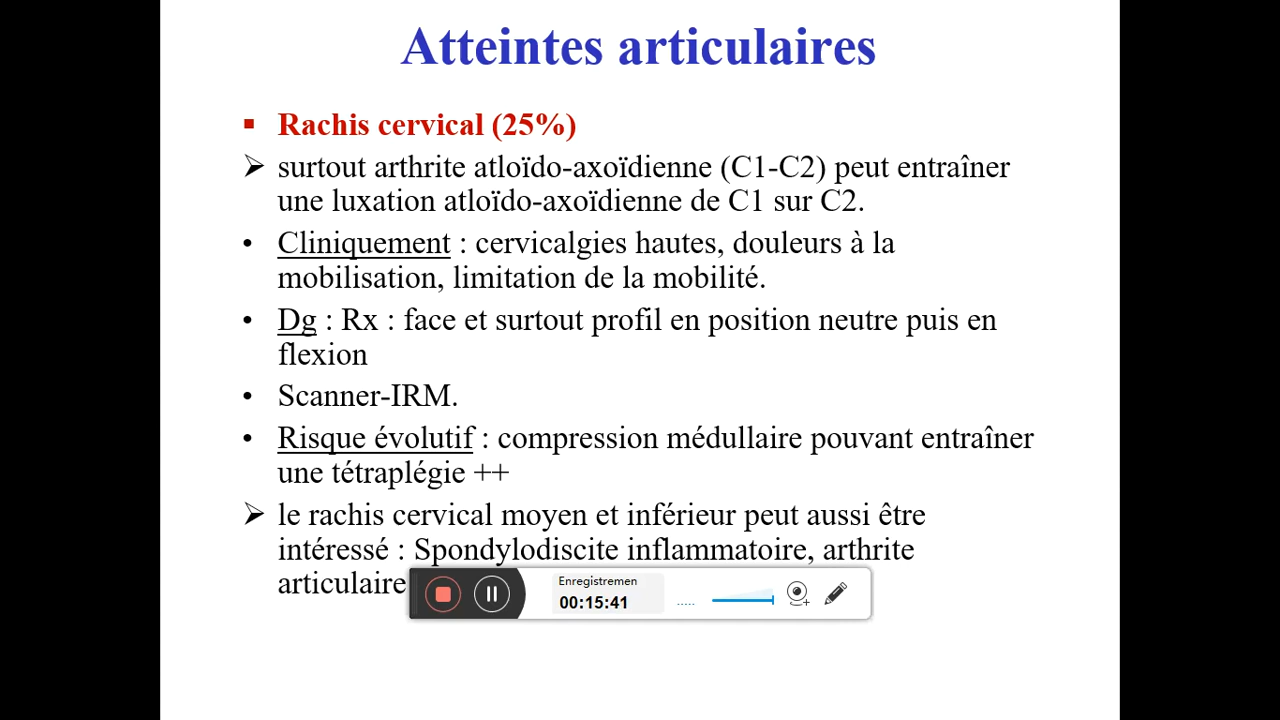 Atteintes articulaires
▪ Rachis cervical (25%)
➢ surtout arthrite atloïdo-axoïdienne (C1-C2) peut entraîner
une luxation atloïdo-axoïdienne de C1 sur C2.
• Cliniquement : cervicalgies hautes, douleurs à la
mobilisation, limitation de la mobilité.
• Dg : Rx : face et surtout profil en position neutre puis en
flexion
• Scanner-IRM.
• Risque évolutif : compression médullaire pouvant entraîner
une tétraplégie ++
➢ le rachis cervical moyen et inférieur peut aussi être
intéressé : Spondylodiscite inflammatoire, arthrite
articulaire
Enregistremen
00:15:41